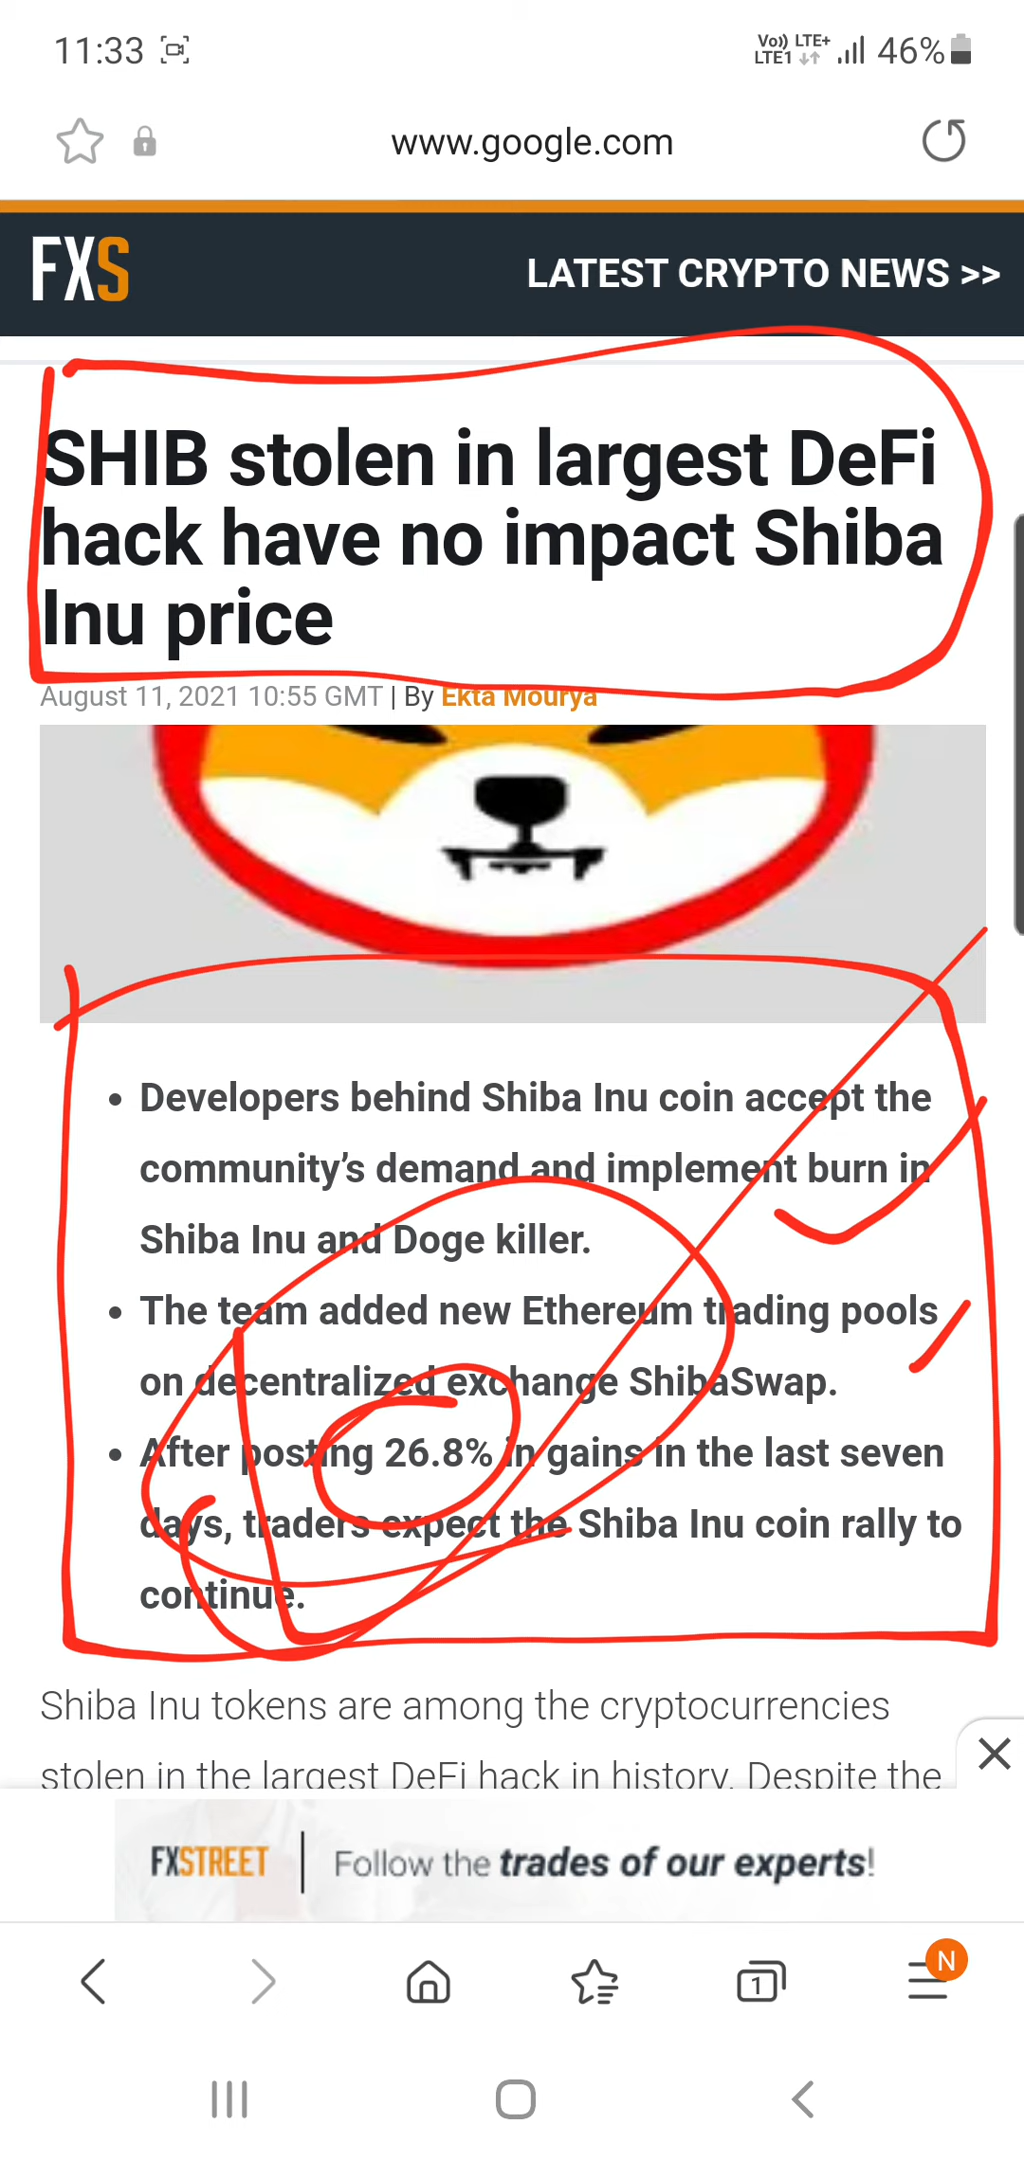 11:33
Vo)) LTE+
LTE1
46%
www.google.com
FXS
LATEST CRYPTO NEWS >>
SHIB stolen in largest DeFi
hack have no impact Shiba
Inu price
August 11, 2021 10:55 GMT | By Ekta Mourya
• Developers behind Shiba Inu coin accept the
community’s demand and implement burn in
Shiba Inu and Doge killer.
• The team added new Ethereum trading pools
on decentralized exchange ShibaSwap.
• After posting 26.8% in gains in the last seven
days, traders expect the Shiba Inu coin rally to
continue.
Shiba Inu tokens are among the cryptocurrencies
stolen in the largest DeFi hack in history. Despite the
FXSTREET | Follow the trades of our experts!
1
N